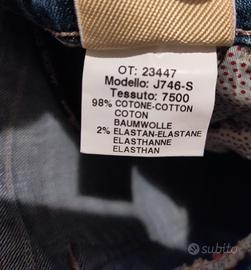 OT: 23447
Modello: J746-S
Tessuto: 7500
98% COTONE-COTTON
COTON
BAUMWOLLE
2% ELASTAN-ELASTANE
ELASTHANNE
ELASTHAN
subito